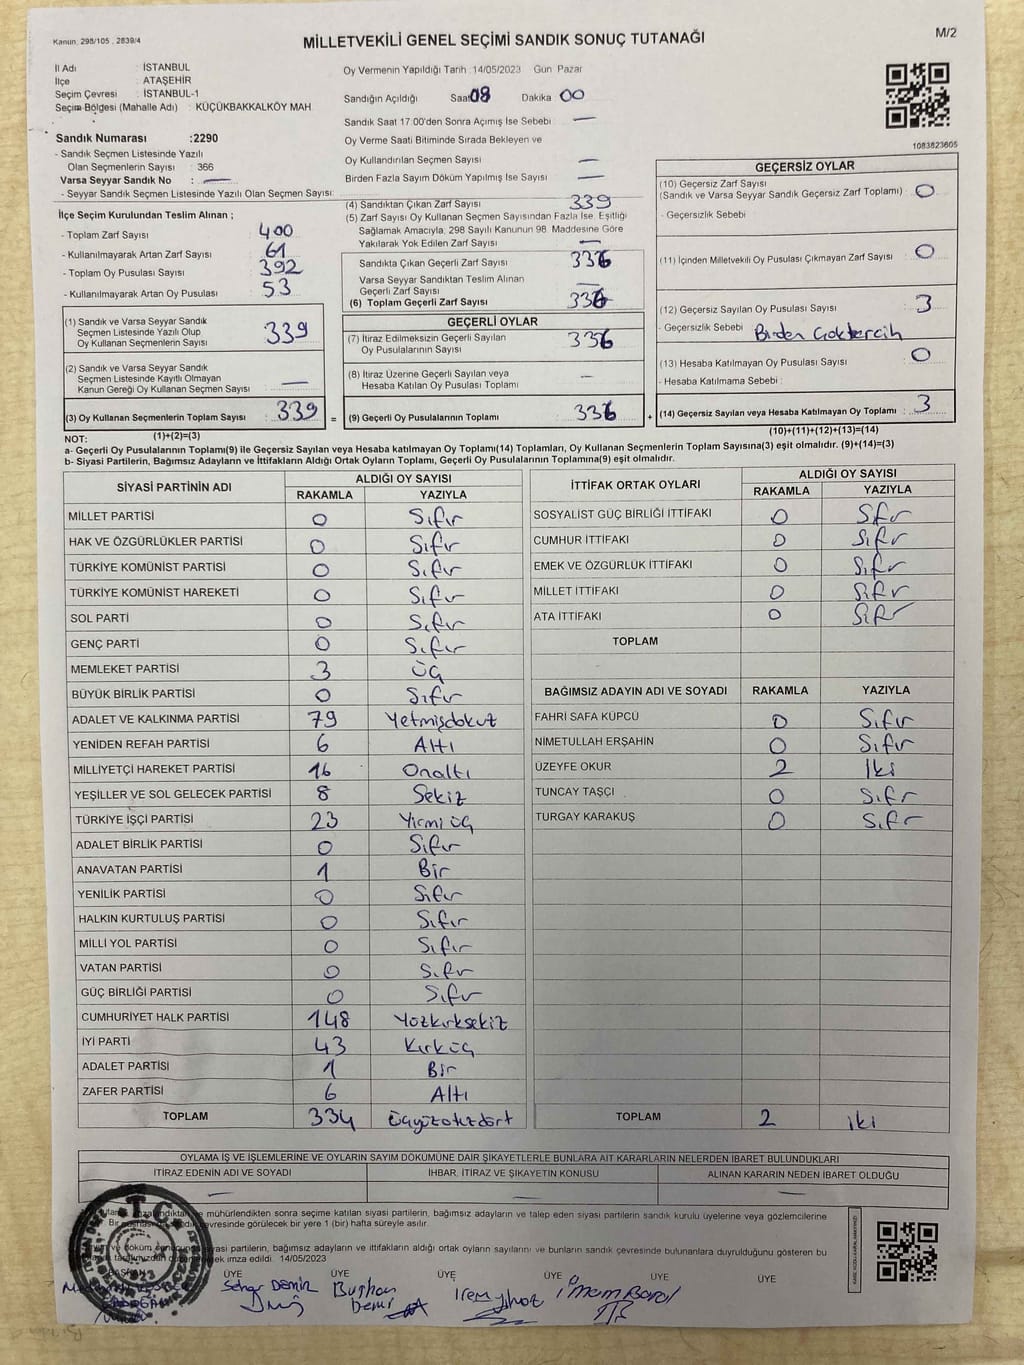 Kanun, 298/105 , 2839/4
MİLLETVEKİLİ GENEL SEÇİMİ SANDIK SONUÇ TUTANAĞI
M/2
İl Adı : İSTANBUL
İlçe : ATAŞEHİR
Seçim Çevresi : İSTANBUL-1
Seçim Bölgesi (Mahalle Adı) : KÜÇÜKBAKKALKÖY MAH
Sandık Numarası :2290
- Sandık Seçmen Listesinde Yazılı
Olan Seçmenlerin Sayısı : 366
Varsa Seyyar Sandık No : —
- Seyyar Sandık Seçmen Listesinde Yazılı Olan Seçmen Sayısı:
Oy Vermenin Yapıldığı Tarih :14/05/2023 Gün Pazar
Sandığın Açıldığı Saat 08 Dakika 00
Sandık Saat 17.00'den Sonra Açımış İse Sebebi : —
Oy Verme Saati Bitiminde Sırada Bekleyen ve
Oy Kullandırılan Seçmen Sayısı —
Birden Fazla Sayım Döküm Yapılmış İse Sayısı : —
1083623605
İlçe Seçim Kurulundan Teslim Alınan ;
- Toplam Zarf Sayısı : 400
- Kullanılmayarak Artan Zarf Sayısı : 61
- Toplam Oy Pusulası Sayısı : 392
- Kullanılmayarak Artan Oy Pusulası : 53
(1) Sandık ve Varsa Seyyar Sandık
Seçmen Listesinde Yazılı Olup
Oy Kullanan Seçmenlerin Sayısı : 339
(2) Sandık ve Varsa Seyyar Sandık
Seçmen Listesinde Kayıtlı Olmayan
Kanun Gereği Oy Kullanan Seçmen Sayısı : —
(3) Oy Kullanan Seçmenlerin Toplam Sayısı : 339
(1)+(2)=(3)
(4) Sandıktan Çıkan Zarf Sayısı : 339
(5) Zarf Sayısı Oy Kullanan Seçmen Sayısından Fazla İse, Eşitliği
Sağlamak Amacıyla, 298 Sayılı Kanunun 98. Maddesine Göre
Yakılarak Yok Edilen Zarf Sayısı : —
Sandıkta Çıkan Geçerli Zarf Sayısı : 336
Varsa Seyyar Sandıktan Teslim Alınan
Geçerli Zarf Sayısı : —
(6) Toplam Geçerli Zarf Sayısı : 336
GEÇERLİ OYLAR
(7) İtiraz Edilmeksizin Geçerli Sayılan
Oy Pusulalarının Sayısı : 336
(8) İtiraz Üzerine Geçerli Sayılan veya
Hesaba Katılan Oy Pusulası Toplamı : —
= (9) Geçerli Oy Pusulalarının Toplamı : 336
GEÇERSİZ OYLAR
(10) Geçersiz Zarf Sayısı
(Sandık ve Varsa Seyyar Sandık Geçersiz Zarf Toplamı) : 0
- Geçersizlik Sebebi
(11) İçinden Milletvekili Oy Pusulası Çıkmayan Zarf Sayısı : 0
(12) Geçersiz Sayılan Oy Pusulası Sayısı : 3
- Geçersizlik Sebebi : Birden Çoktercih
(13) Hesaba Katılmayan Oy Pusulası Sayısı : 0
- Hesaba Katılmama Sebebi :
+ (14) Geçersiz Sayılan veya Hesaba Katılmayan Oy Toplamı : 3
(10)+(11)+(12)+(13)=(14)
NOT:
a- Geçerli Oy Pusulalarının Toplamı(9) ile Geçersiz Sayılan veya Hesaba katılmayan Oy Toplamı(14) Toplamları, Oy Kullanan Seçmenlerin Toplam Sayısına(3) eşit olmalıdır. (9)+(14)=(3)
b- Siyasi Partilerin, Bağımsız Adayların ve İttifakların Aldığı Ortak Oyların Toplamı, Geçerli Oy Pusulalarının Toplamına(9) eşit olmalıdır.
SİYASİ PARTİNİN ADI ALDIĞI OY SAYISI
RAKAMLA YAZIYLA
MİLLET PARTİSİ 0 Sıfır
HAK VE ÖZGÜRLÜKLER PARTİSİ 0 Sıfır
TÜRKİYE KOMÜNİST PARTİSİ 0 Sıfır
TÜRKİYE KOMÜNİST HAREKETİ 0 Sıfır
SOL PARTİ 0 Sıfır
GENÇ PARTİ 0 Sıfır
MEMLEKET PARTİSİ 3 üç
BÜYÜK BİRLİK PARTİSİ 0 Sıfır
ADALET VE KALKINMA PARTİSİ 79 Yetmişdokuz
YENİDEN REFAH PARTİSİ 6 Altı
MİLLİYETÇİ HAREKET PARTİSİ 16 Onaltı
YEŞİLLER VE SOL GELECEK PARTİSİ 8 Sekiz
TÜRKİYE İŞÇİ PARTİSİ 23 Yirmi üç
ADALET BİRLİK PARTİSİ 0 Sıfır
ANAVATAN PARTİSİ 1 Bir
YENİLİK PARTİSİ 0 Sıfır
HALKIN KURTULUŞ PARTİSİ 0 Sıfır
MİLLİ YOL PARTİSİ 0 Sıfır
VATAN PARTİSİ 0 Sıfır
GÜÇ BİRLİĞİ PARTİSİ 0 Sıfır
CUMHURİYET HALK PARTİSİ 148 Yüzkırksekiz
İYİ PARTİ 43 Kırküç
ADALET PARTİSİ 1 Bir
ZAFER PARTİSİ 6 Altı
TOPLAM 334 üçyüzotuzdört
İTTİFAK ORTAK OYLARI ALDIĞI OY SAYISI
RAKAMLA YAZIYLA
SOSYALİST GÜÇ BİRLİĞİ İTTİFAKI 0 Sıfır
CUMHUR İTTİFAKI 0 Sıfır
EMEK VE ÖZGÜRLÜK İTTİFAKI 0 Sıfır
MİLLET İTTİFAKI 0 Sıfır
ATA İTTİFAKI 0 Sıfır
TOPLAM
BAĞIMSIZ ADAYIN ADI VE SOYADI RAKAMLA YAZIYLA
FAHRİ SAFA KÜPCÜ 0 Sıfır
NİMETULLAH ERŞAHİN 0 Sıfır
ÜZEYFE OKUR 2 İki
TUNCAY TAŞÇI 0 Sıfır
TURGAY KARAKUŞ 0 Sıfır
TOPLAM 2 iki
OYLAMA İŞ VE İŞLEMLERİNE VE OYLARIN SAYIM DÖKÜMÜNE DAİR ŞİKAYETLERLE BUNLARA AİT KARARLARIN NELERDEN İBARET BULUNDUKLARI
İTİRAZ EDENİN ADI VE SOYADI İHBAR, İTİRAZ VE ŞİKAYETİN KONUSU ALINAN KARARIN NEDEN İBARET OLDUĞU
— — —
mühürlendikten sonra seçime katılan siyasi partilerin, bağımsız adayların ve talep eden siyasi partilerin sandık kurulu üyelerine veya gözlemcilerine
çevresinde görülecek bir yere 1 (bir) hafta süreyle asılır.
siyasi partilerin, bağımsız adayların ve ittifakların aldığı ortak oyların sayılarını ve bunların sandık çevresinde bulunanlara duyrulduğunu gösteren bu
imza edildi. 14/05/2023
ÜYE ÜYE ÜYE ÜYE ÜYE ÜYE
Seher Demir
T.C.